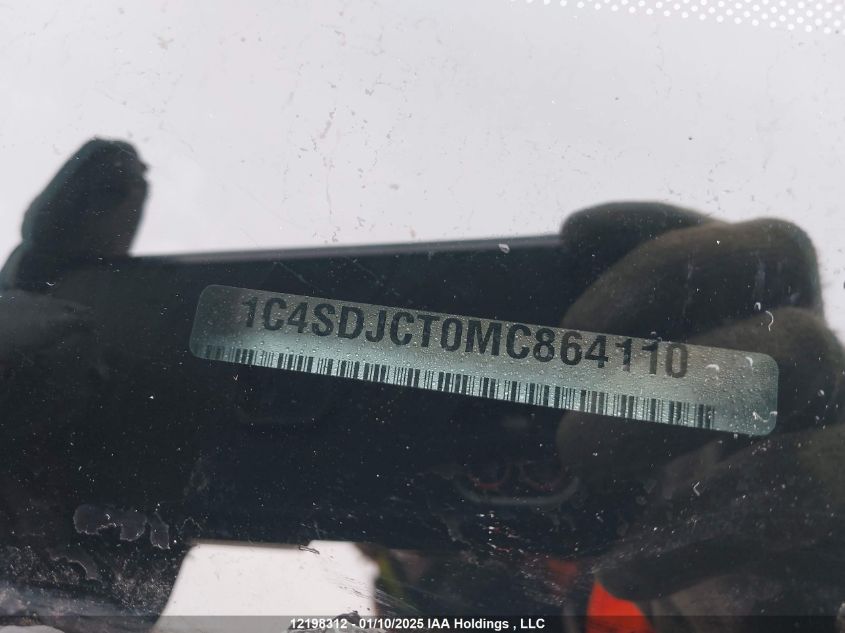 1C4SDJCT0MC864110
12198312 - 01/10/2025 IAA Holdings , LLC